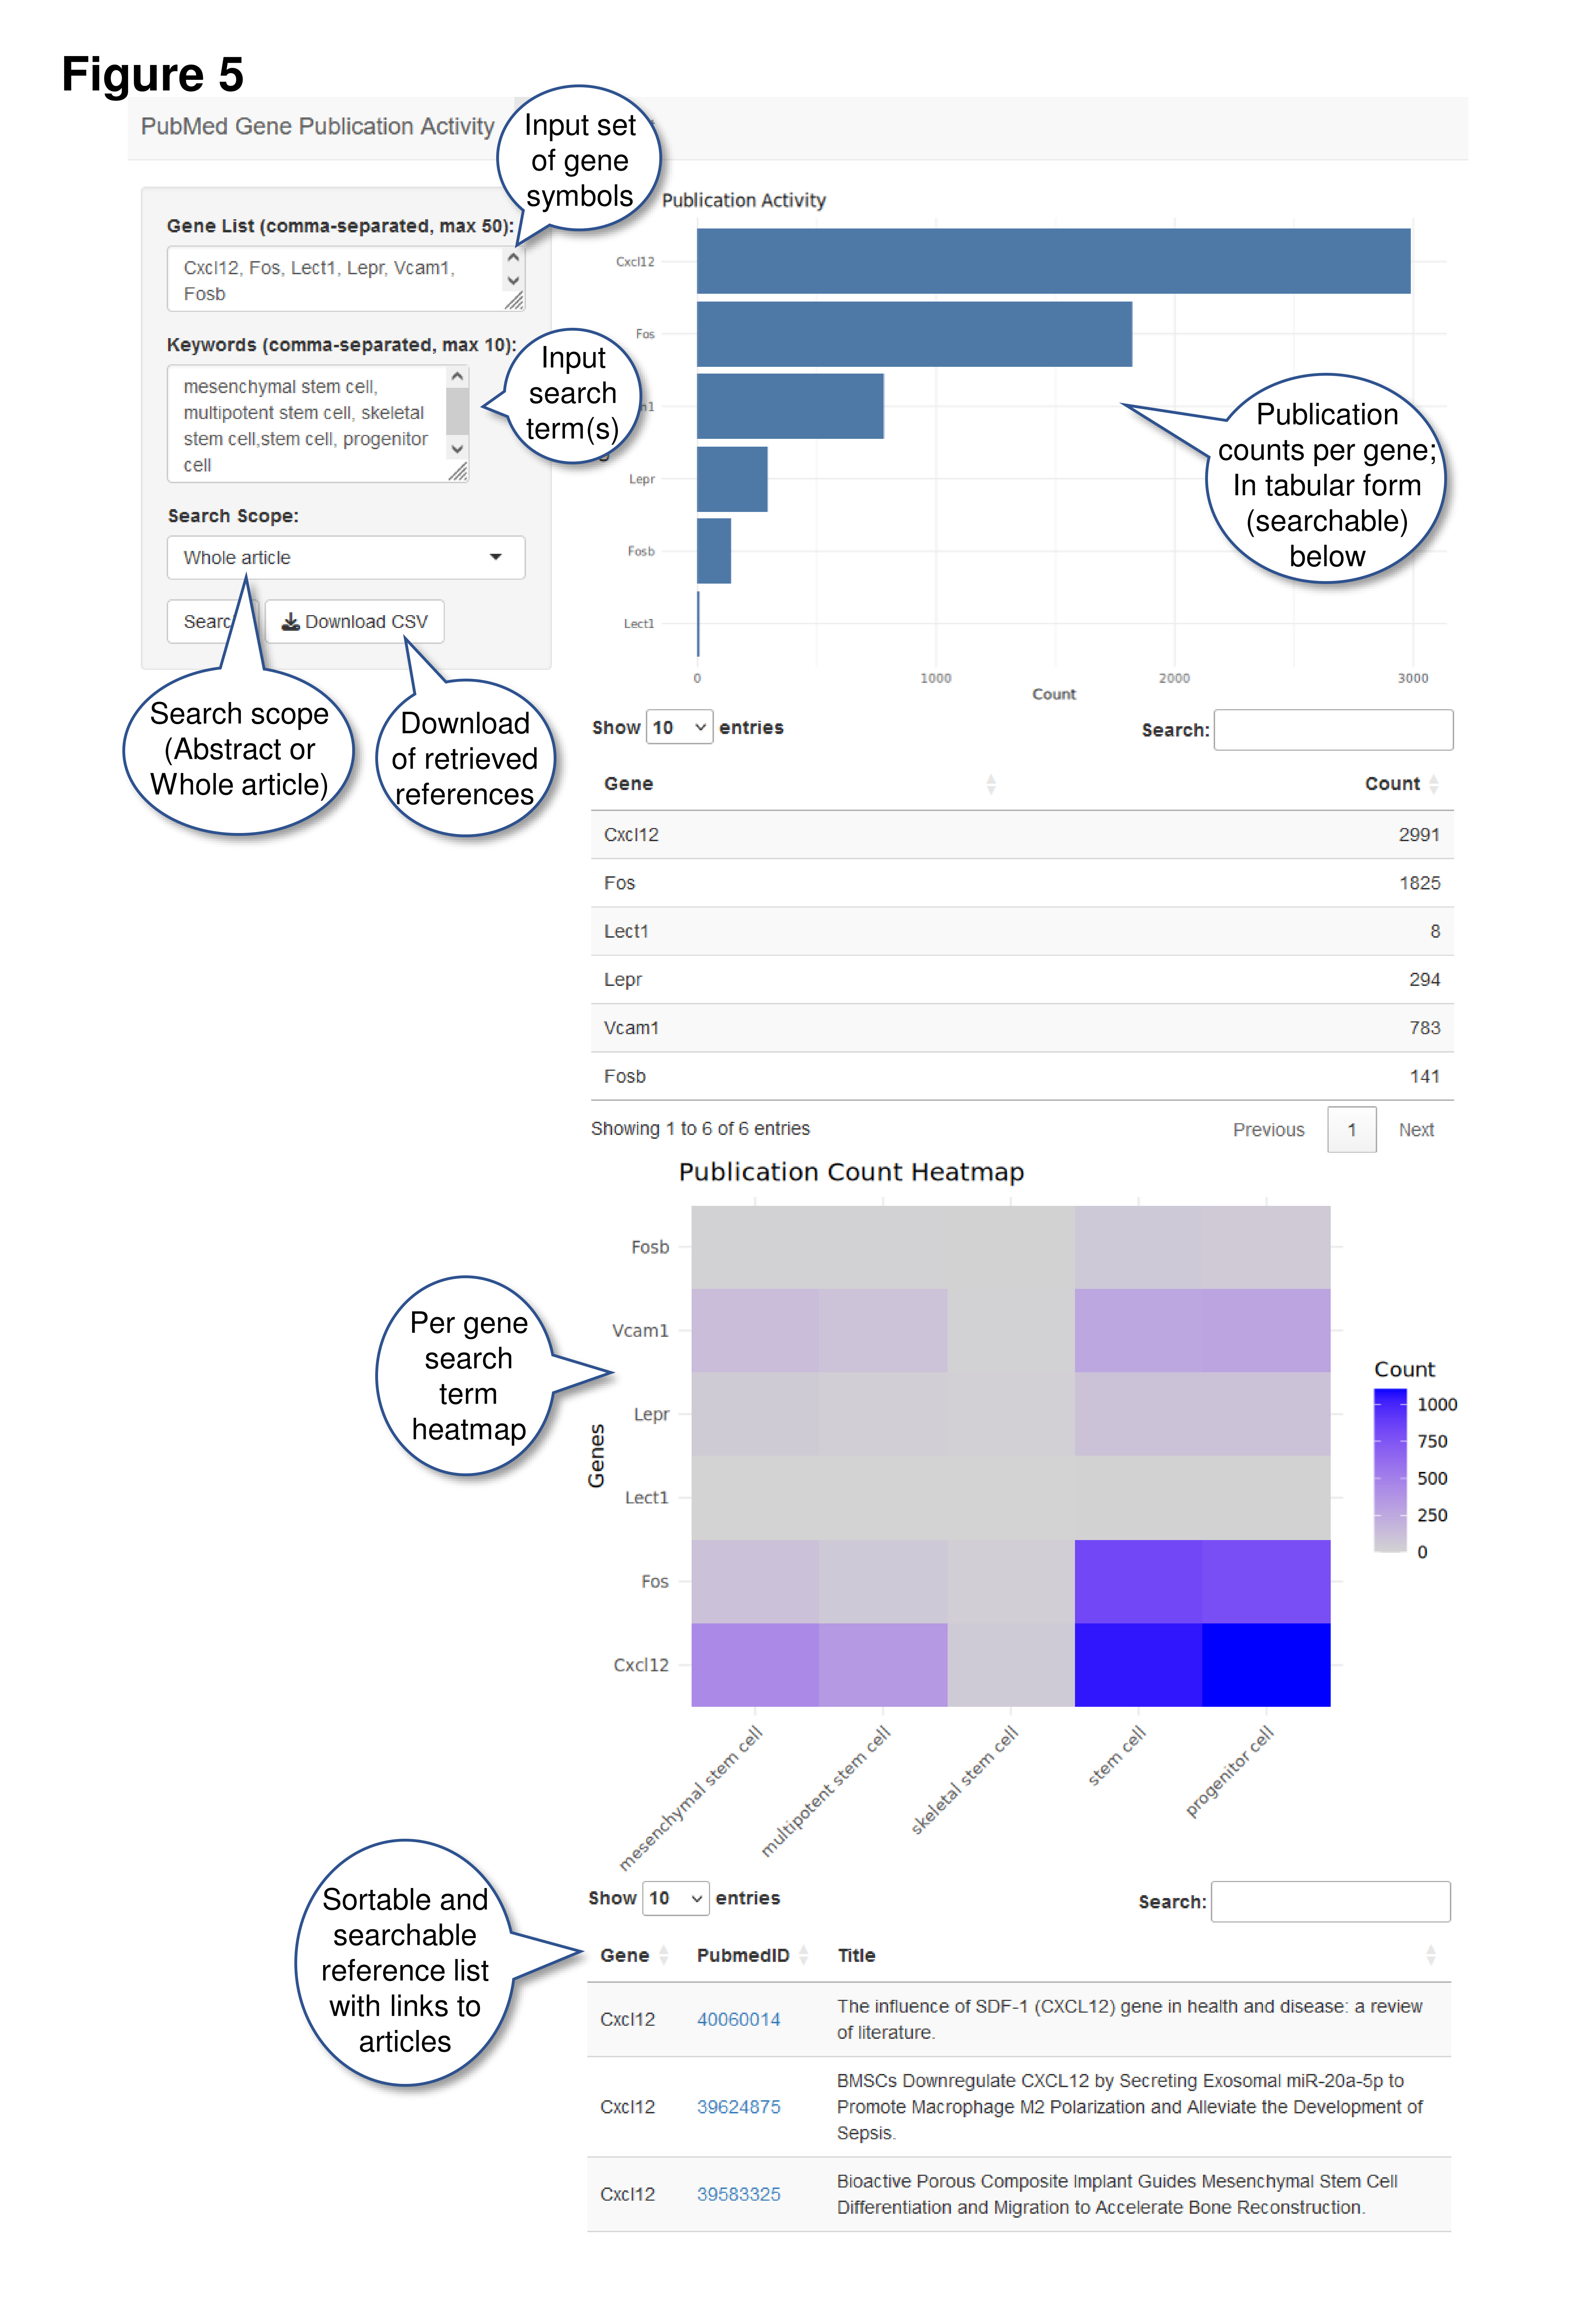 Figure 5
PubMed Gene Publication Activity
Input set
of gene
symbols
Gene List (comma-separated, max 50):
Cxcl12, Fos, Lect1, Lepr, Vcam1,
Fosb
Keywords (comma-separated, max 10):
mesenchymal stem cell,
multipotent stem cell, skeletal
stem cell,stem cell, progenitor
cell
Input
search
term(s)
Search Scope:
Whole article
Download CSV
Search scope
(Abstract or
Whole article)
Download
of retrieved
references
Publication Activity
Cxcl12
Fos
Lepr
Fosb
Lect1
0
1000
2000
3000
Count
Publication
counts per gene;
In tabular form
(searchable)
below
Show 10 entries
Search:
Gene Count
Cxcl12 2991
Fos 1825
Lect1 8
Lepr 294
Vcam1 783
Fosb 141
Showing 1 to 6 of 6 entries
Previous 1 Next
Publication Count Heatmap
Genes
Fosb
Vcam1
Lepr
Lect1
Fos
Cxcl12
mesenchymal stem cell
multipotent stem cell
skeletal stem cell
stem cell
progenitor cell
Count
1000
750
500
250
0
Per gene
search
term
heatmap
Sortable and
searchable
reference list
with links to
articles
Show 10 entries
Search:
Gene PubmedID Title
Cxcl12 40060014 The influence of SDF-1 (CXCL12) gene in health and disease: a review
of literature.
Cxcl12 39624875 BMSCs Downregulate CXCL12 by Secreting Exosomal miR-20a-5p to
Promote Macrophage M2 Polarization and Alleviate the Development of
Sepsis.
Cxcl12 39583325 Bioactive Porous Composite Implant Guides Mesenchymal Stem Cell
Differentiation and Migration to Accelerate Bone Reconstruction.